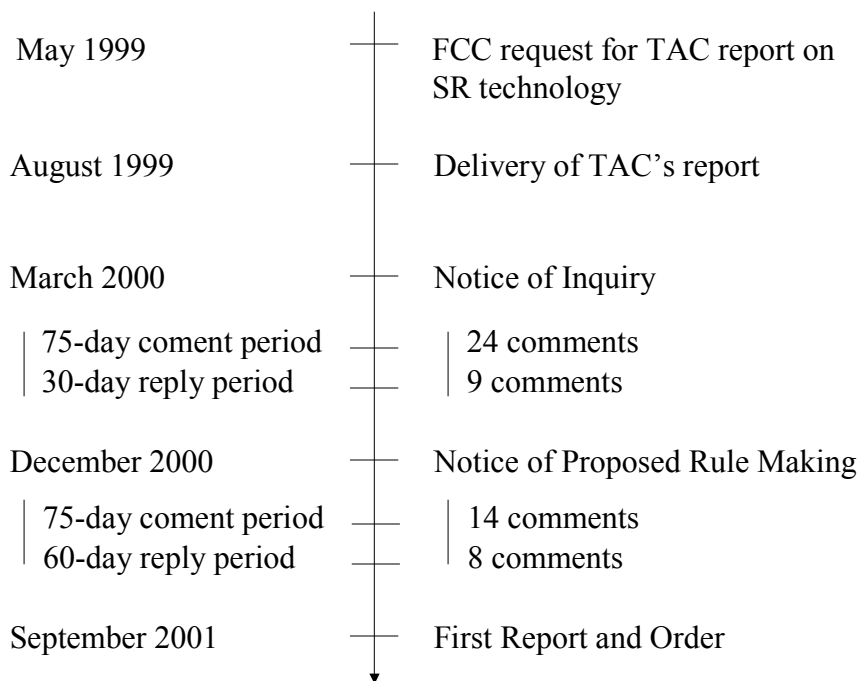 May 1999
FCC request for TAC report on
SR technology
August 1999
Delivery of TAC’s report
March 2000
Notice of Inquiry
75-day coment period
24 comments
30-day reply period
9 comments
December 2000
Notice of Proposed Rule Making
75-day coment period
14 comments
60-day reply period
8 comments
September 2001
First Report and Order